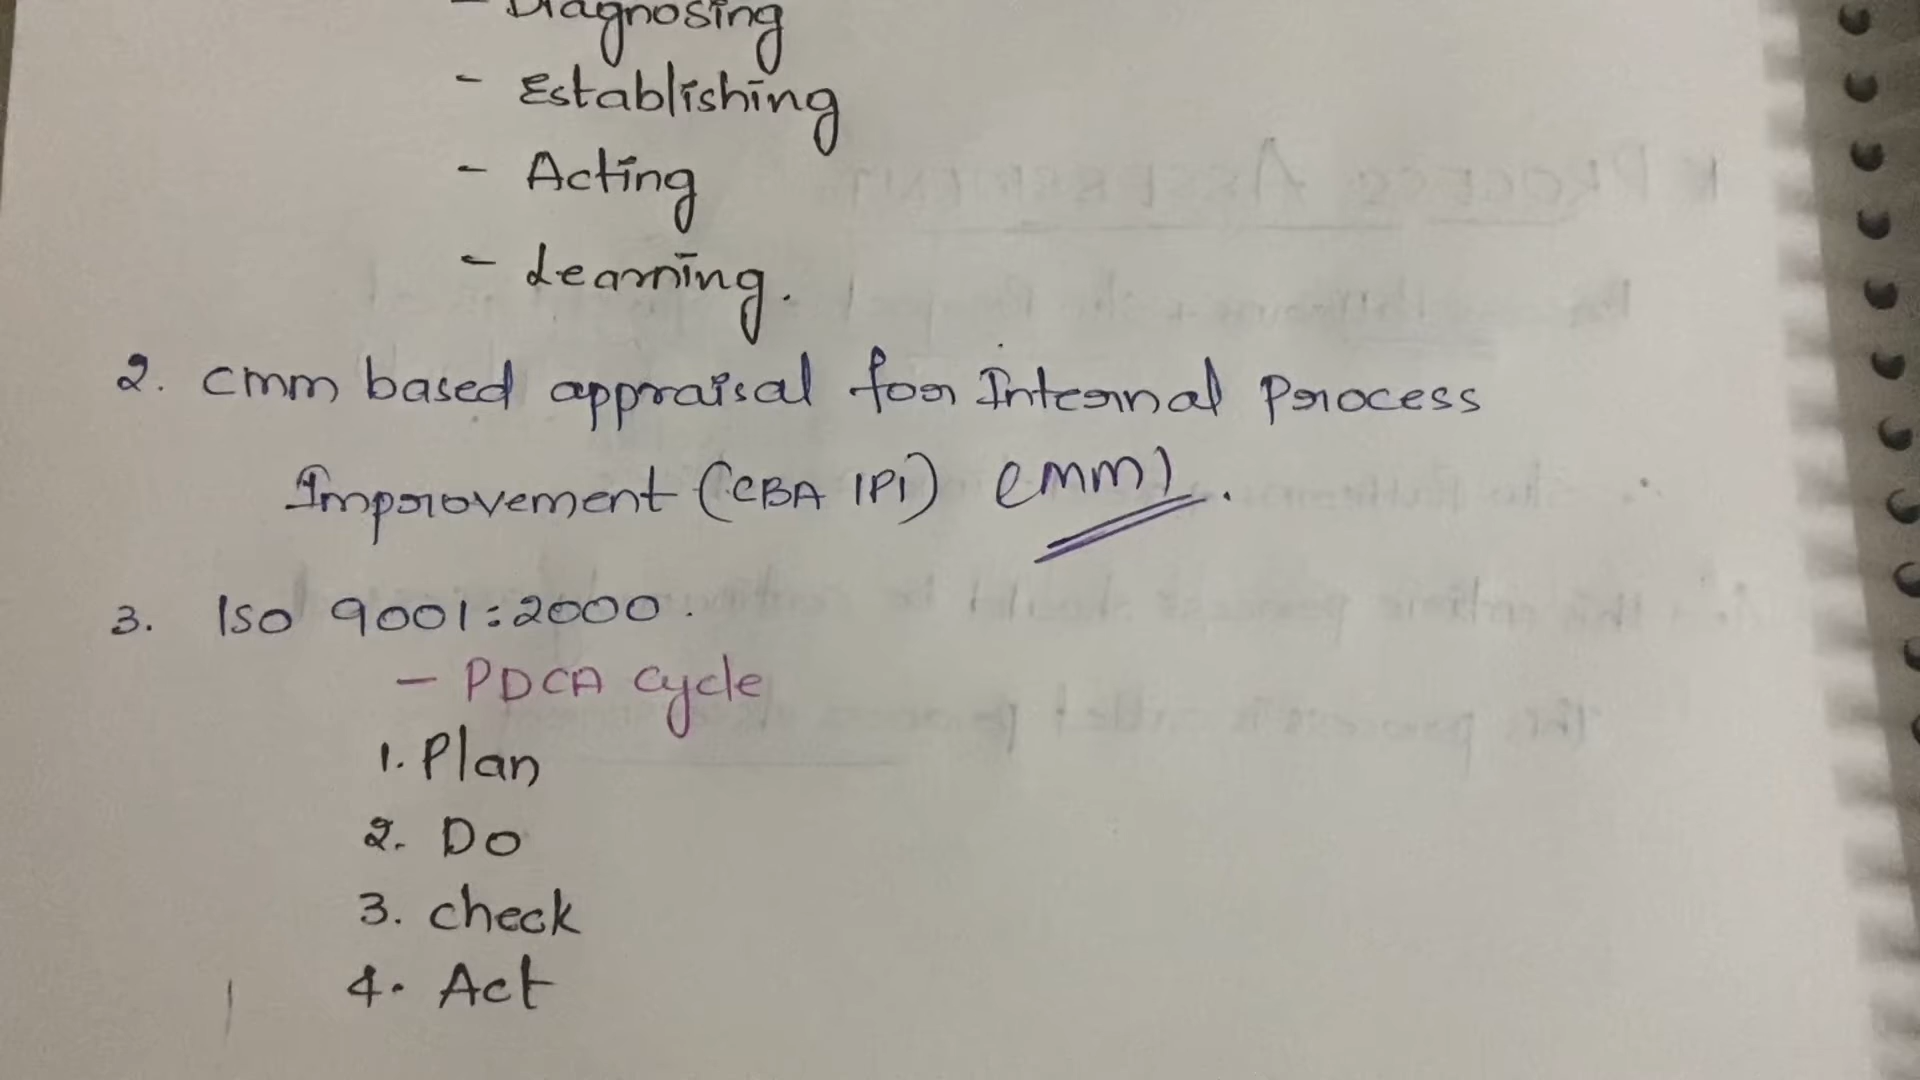 - Diagnosing
- Establishing
- Acting
- Learning.
2. CMM based appraisal for Internal Process
Improvement (CBA IPI) CMMI.
3. ISO 9001:2000.
- PDCA cycle
1. Plan
2. Do
3. check
4. Act